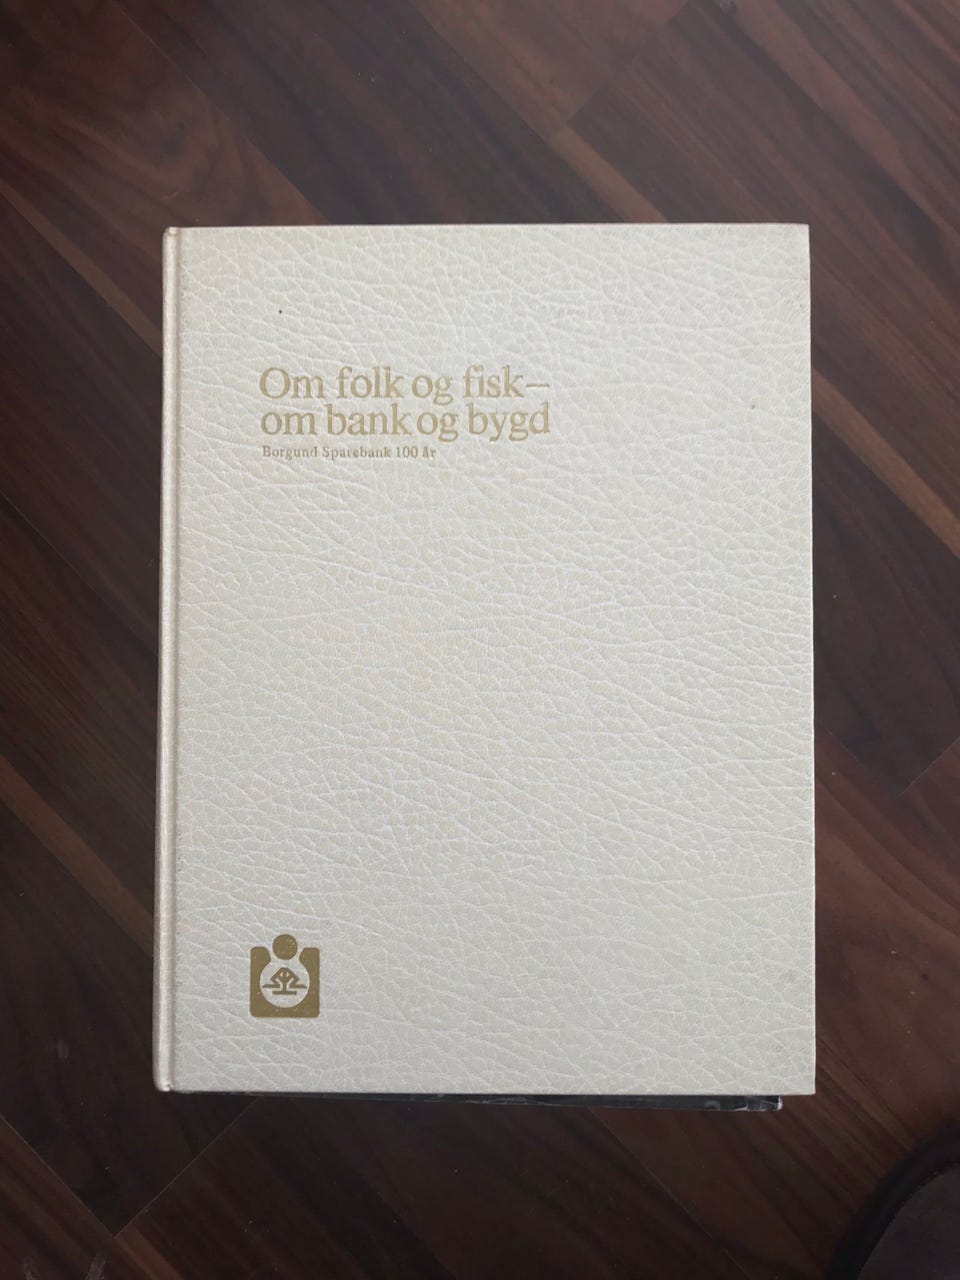 Om folk og fisk–
om bank og bygd
Borgund Sparebank 100 år